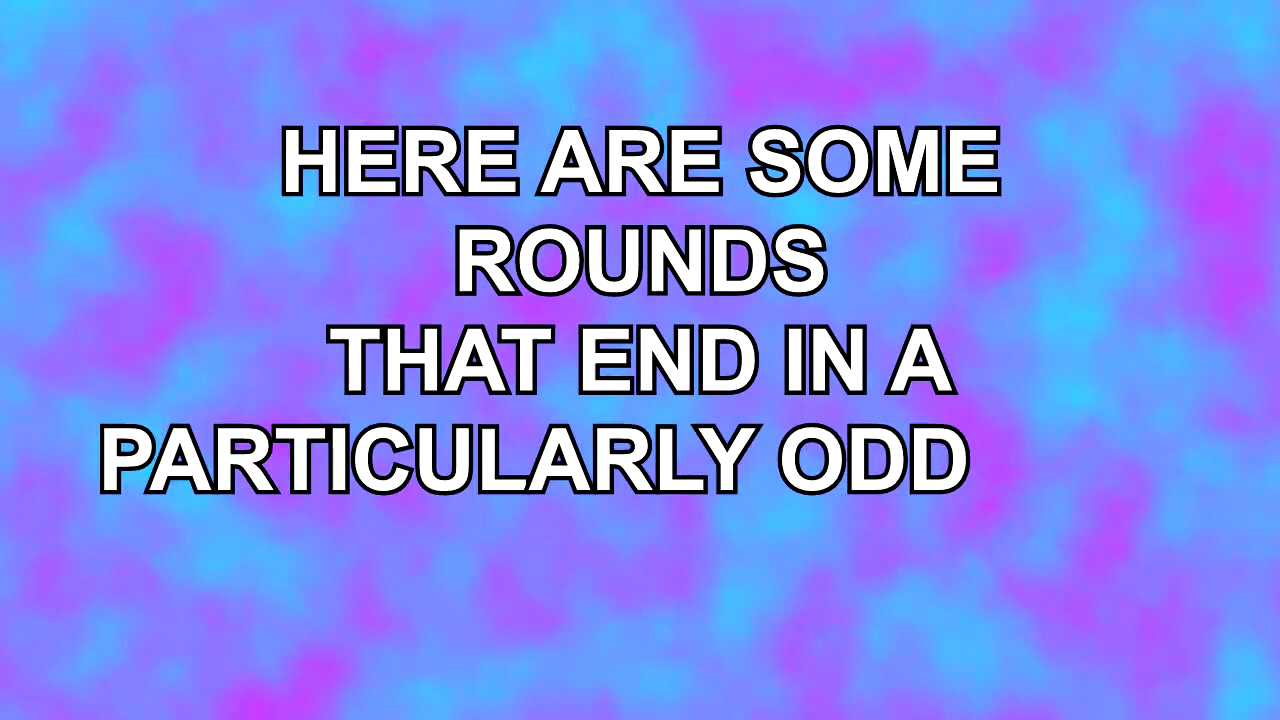 HERE ARE SOME
ROUNDS
THAT END IN A
PARTICULARLY ODD